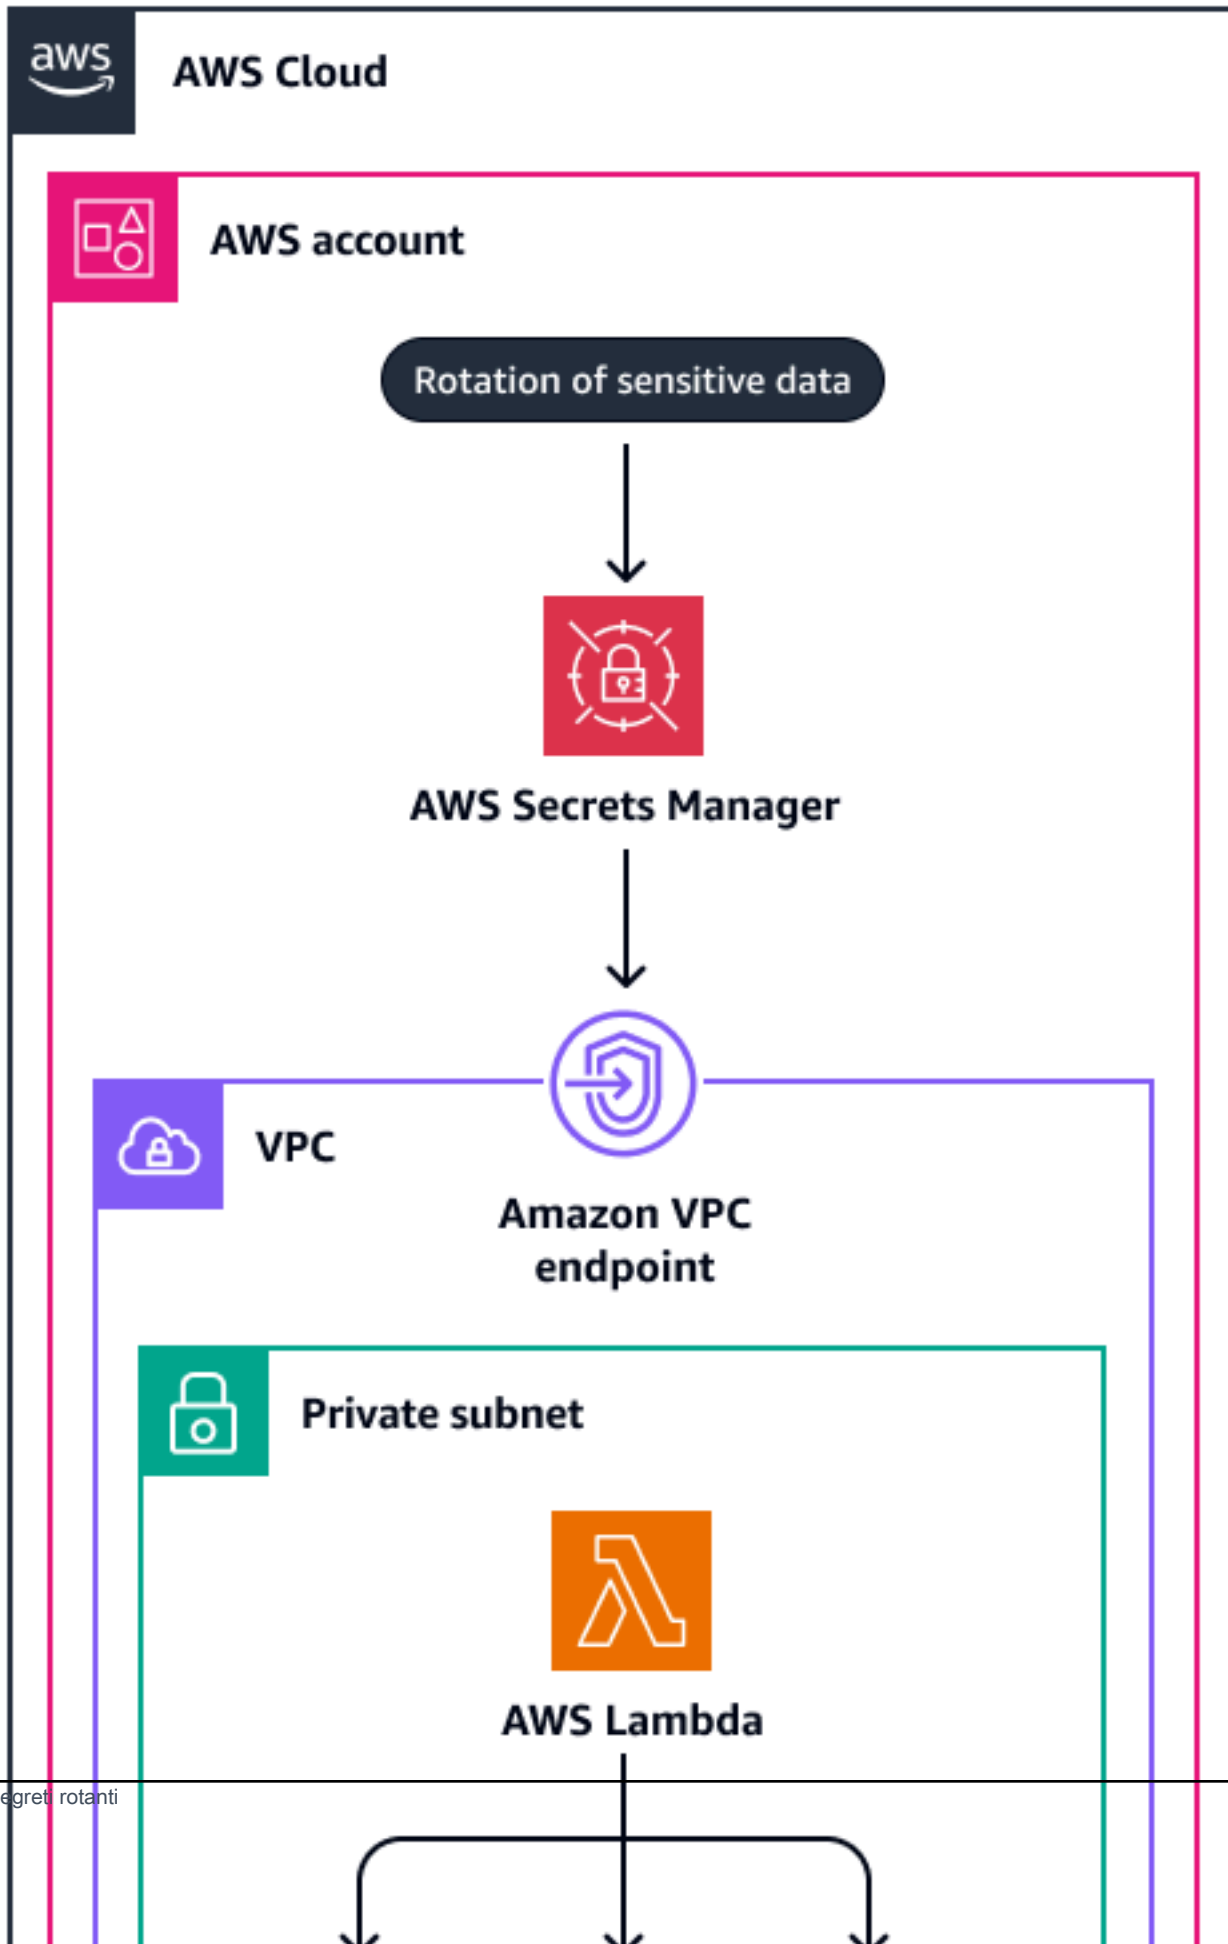 aws
AWS Cloud
AWS account
Rotation of sensitive data
AWS Secrets Manager
VPC
Amazon VPC
endpoint
Private subnet
AWS Lambda
egreti rotanti